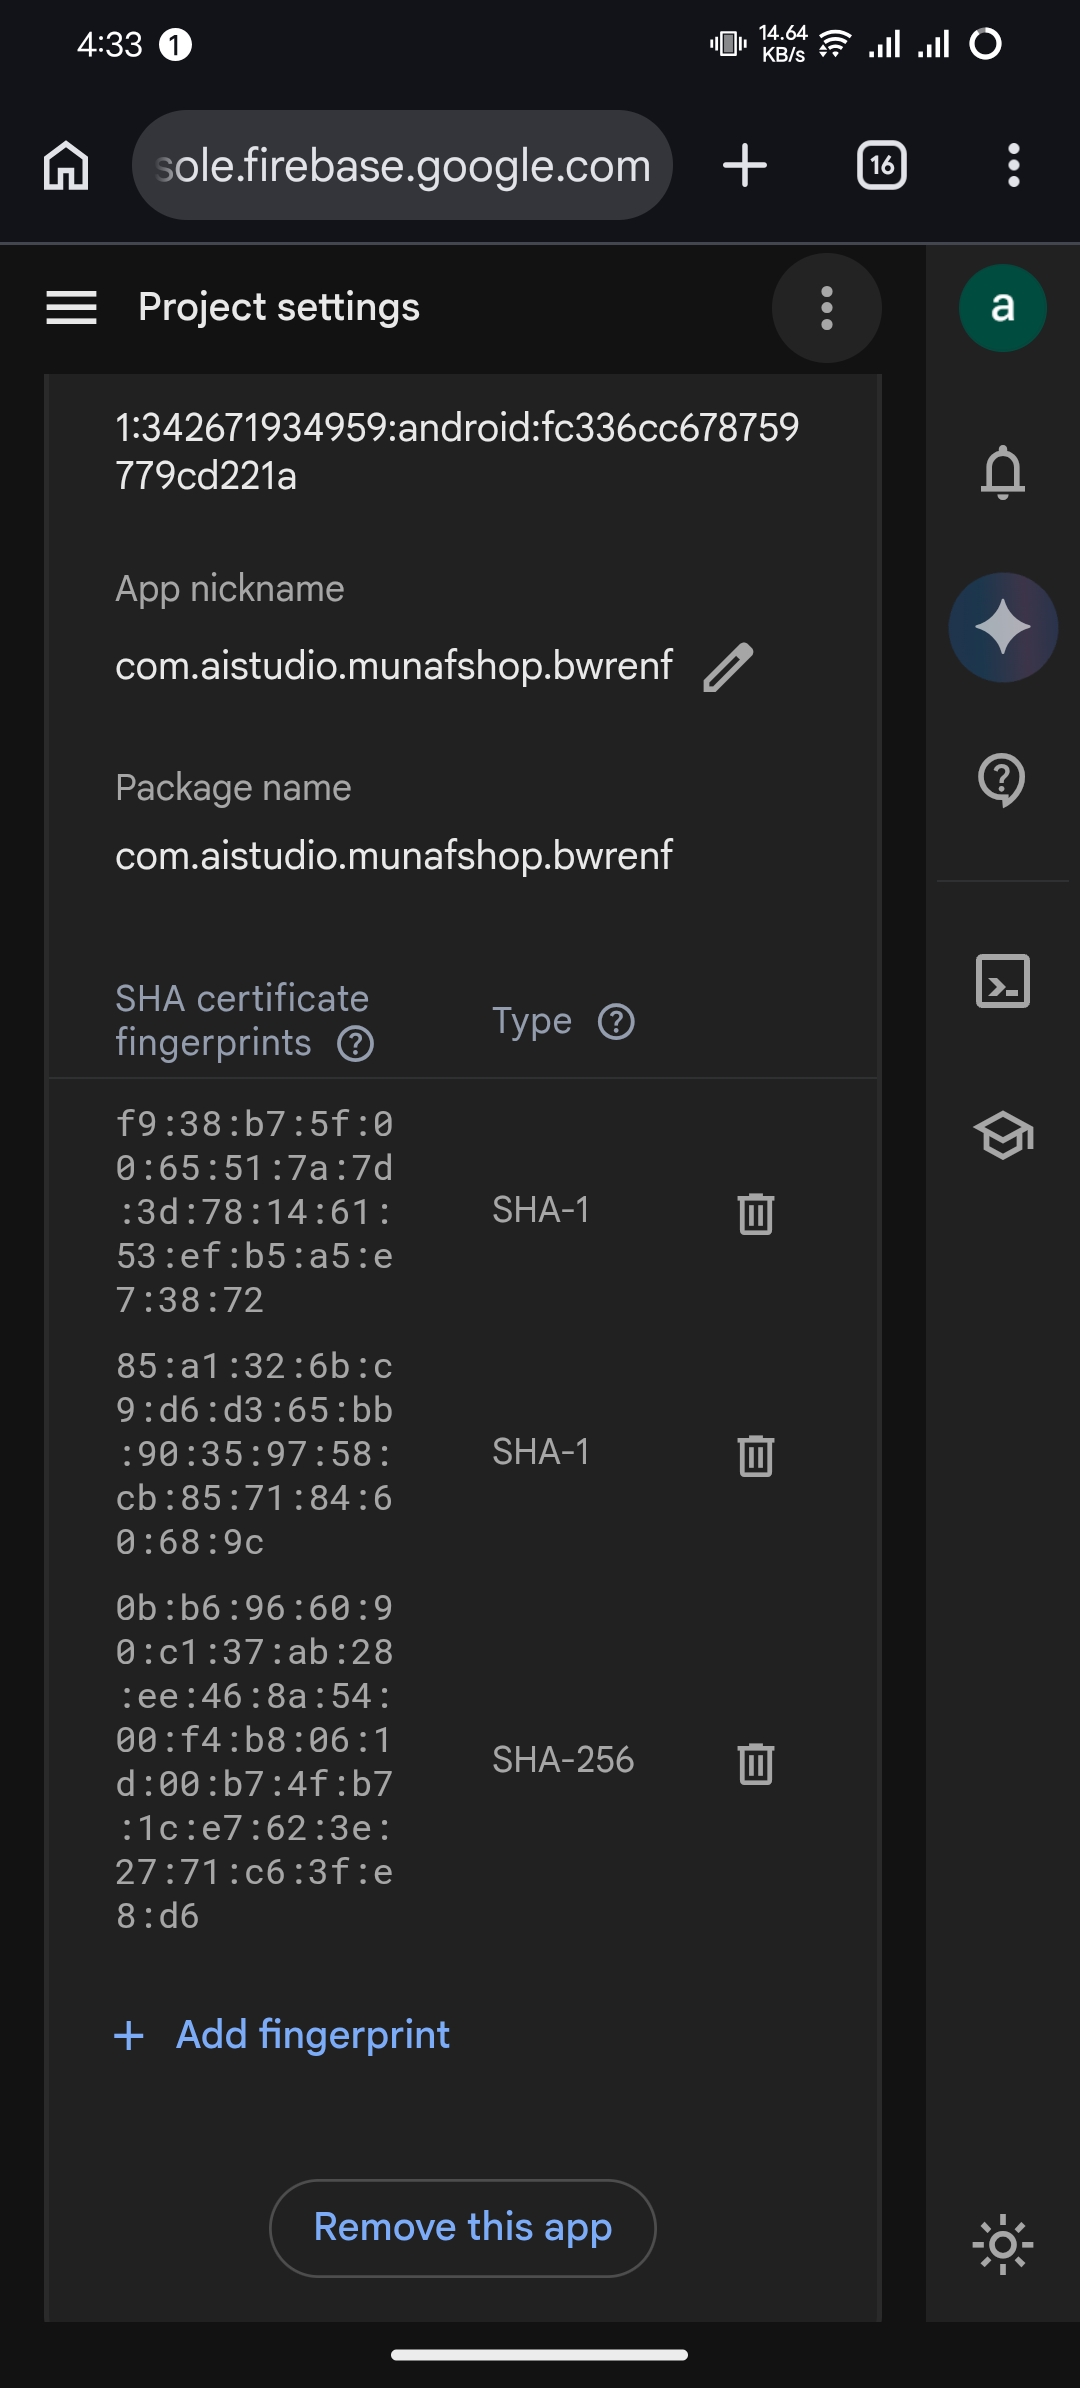 4:33 1 14.64 KB/s
sole.firebase.google.com 16
Project settings a
1:342671934959:android:fc336cc678759
779cd221a
App nickname
com.aistudio.munafshop.bwrenf
Package name
com.aistudio.munafshop.bwrenf
SHA certificate
fingerprints
Type
f9:38:b7:5f:0
0:65:51:7a:7d
:3d:78:14:61:
53:ef:b5:a5:e
7:38:72
SHA-1
85:a1:32:6b:c
9:d6:d3:65:bb
:90:35:97:58:
cb:85:71:84:6
0:68:9c
SHA-1
0b:b6:96:60:9
0:c1:37:ab:28
:ee:46:8a:54:
00:f4:b8:06:1
d:00:b7:4f:b7
:1c:e7:62:3e:
27:71:c6:3f:e
8:d6
SHA-256
+ Add fingerprint
Remove this app